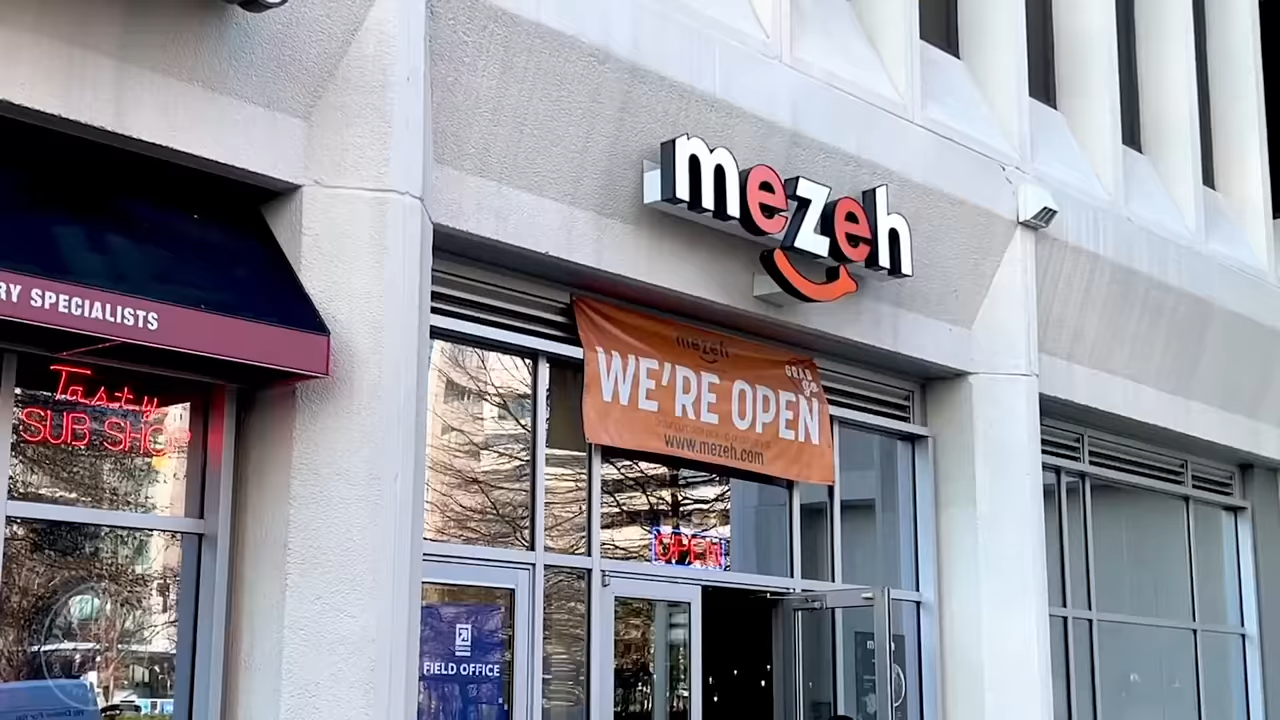 mezeh
RY SPECIALISTS
mezeh
GRAB
go
WE'RE OPEN
www.mezeh.com
Tasty
SUB SHO
OPEN
FIELD OFFICE